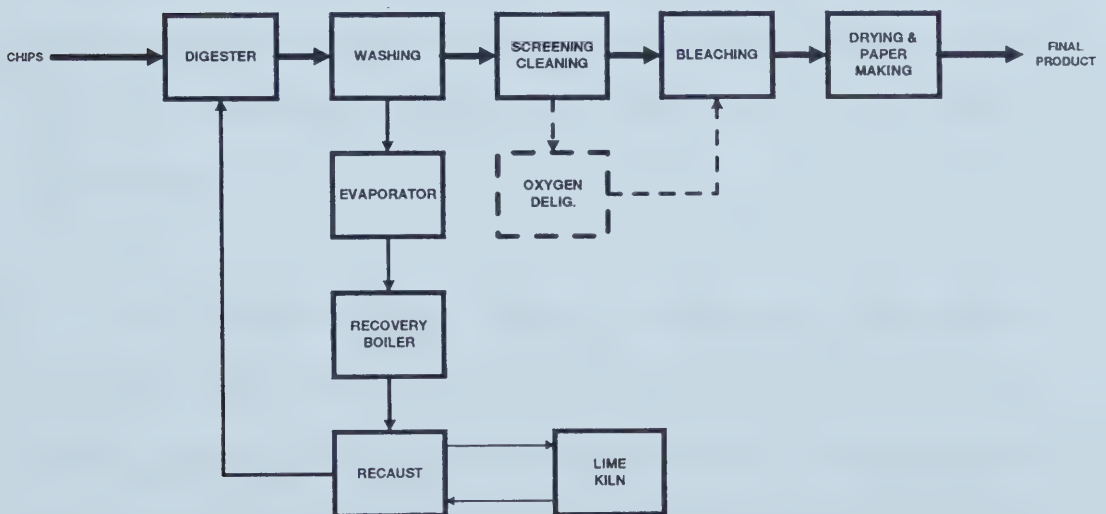 CHIPS
DIGESTER
WASHING
SCREENING
CLEANING
BLEACHING
DRYING &
PAPER
MAKING
FINAL
PRODUCT
EVAPORATOR
OXYGEN
DELIG.
RECOVERY
BOILER
RECAUST
LIME
KILN